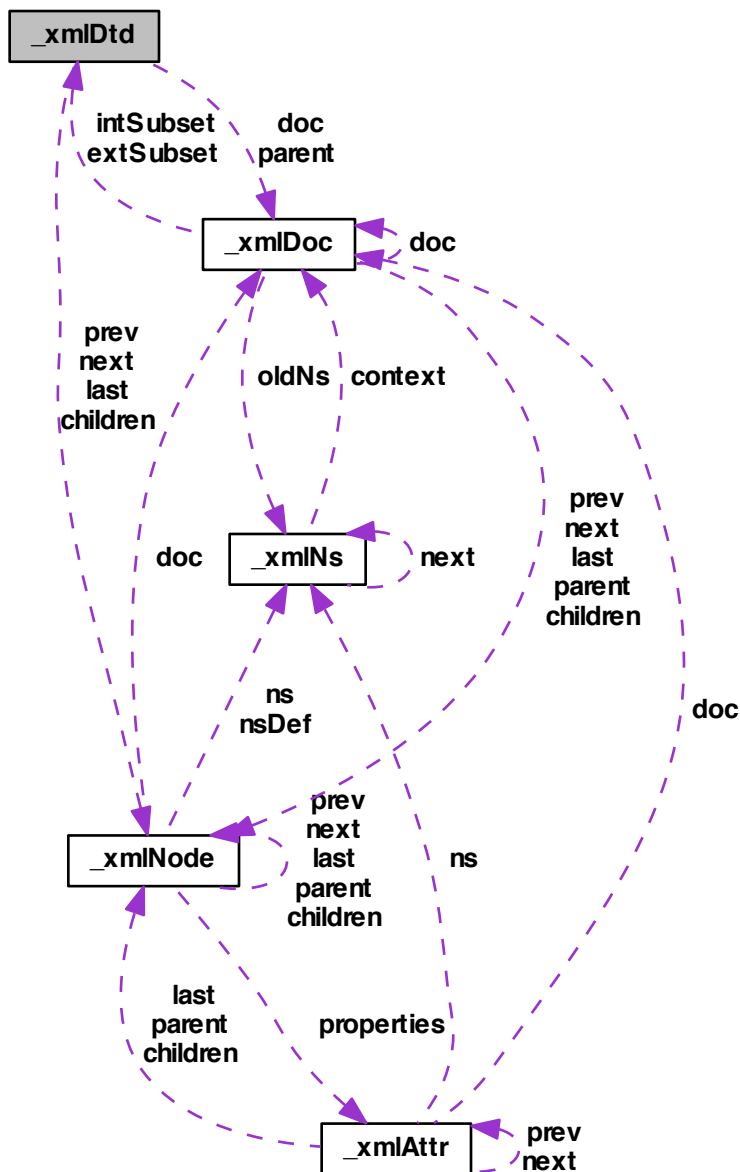 _xmlDtd
intSubset
extSubset
doc
parent
_xmlDoc
doc
prev
next
last
children
oldNs
context
prev
next
last
parent
children
doc
_xmlNs
next
ns
nsDef
doc
prev
next
last
parent
children
_xmlNode
ns
last
parent
children
properties
_xmlAttr
prev
next